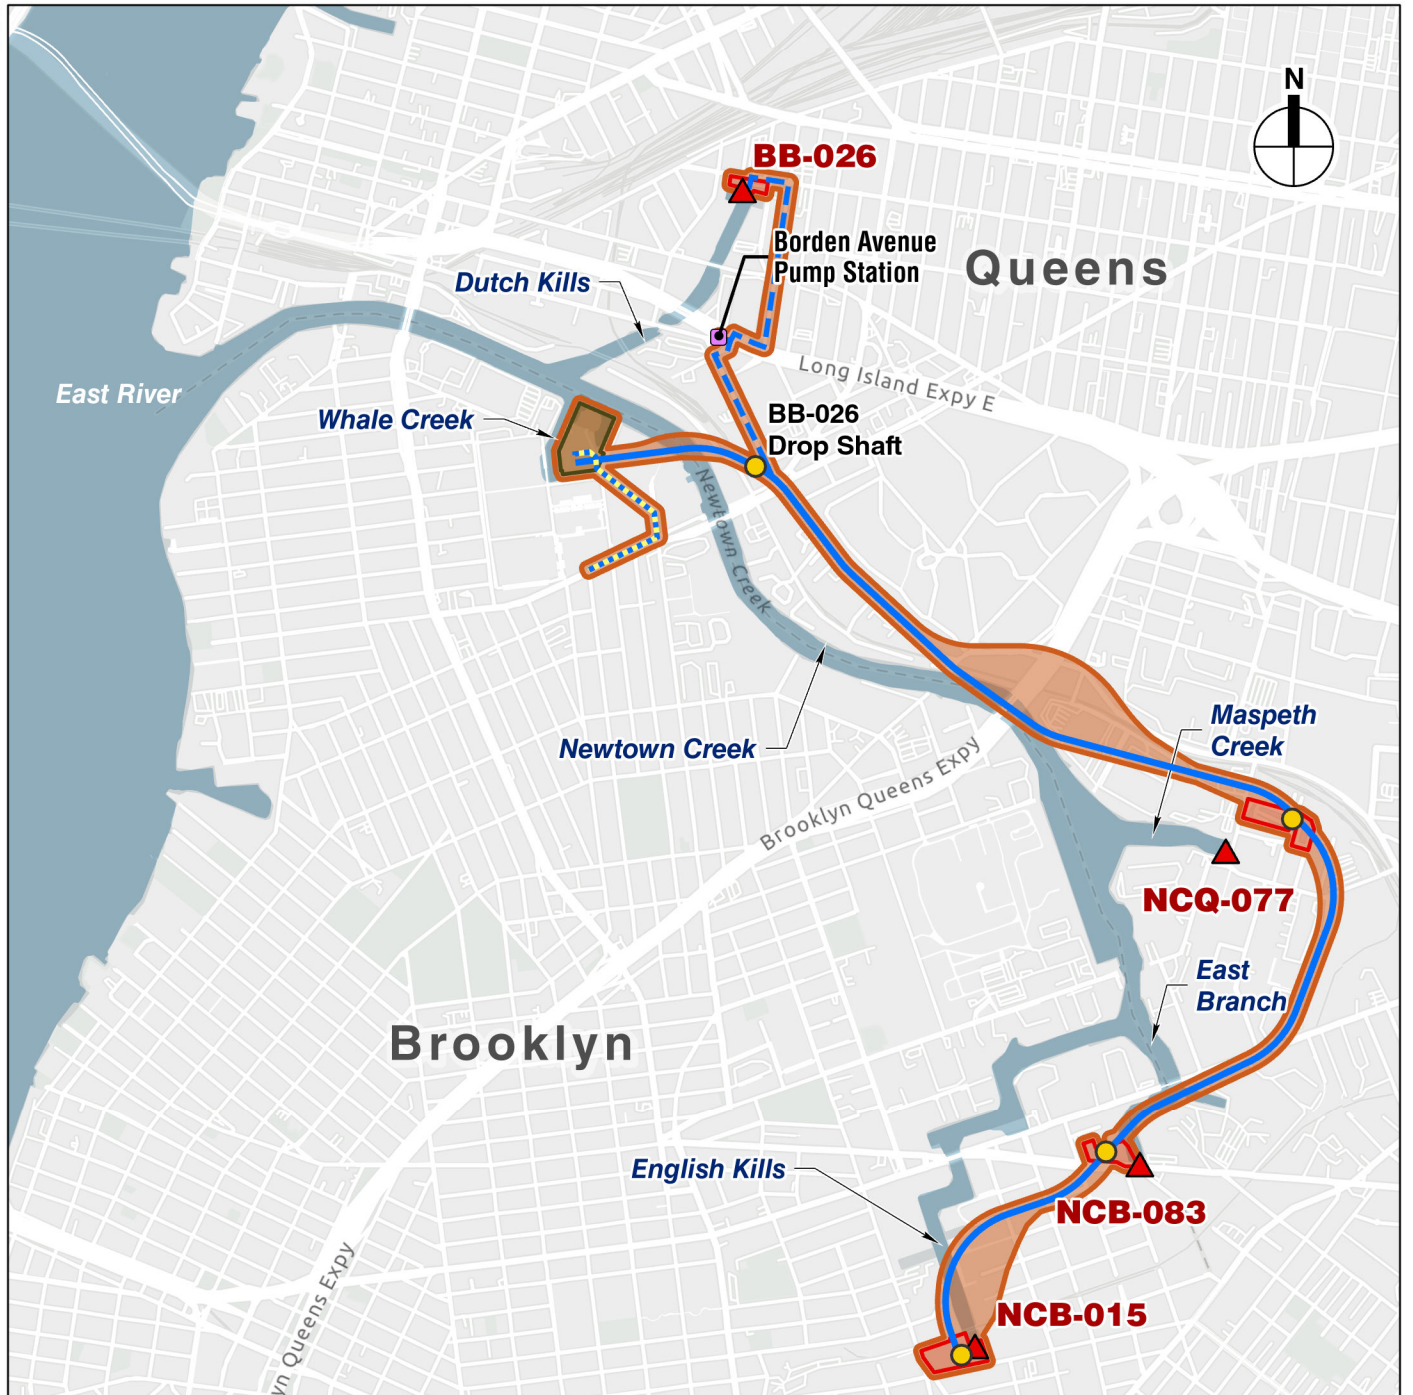 N
BB-026
Borden Avenue
Pump Station
Queens
Dutch Kills
Long Island Expy E
East River
Whale Creek
BB-026
Drop Shaft
Newtown Creek
Maspeth
Creek
Newtown Creek
Brooklyn Queens Expy
NCQ-077
East
Branch
Brooklyn
English Kills
NCB-083
yn Queens Expy
NCB-015